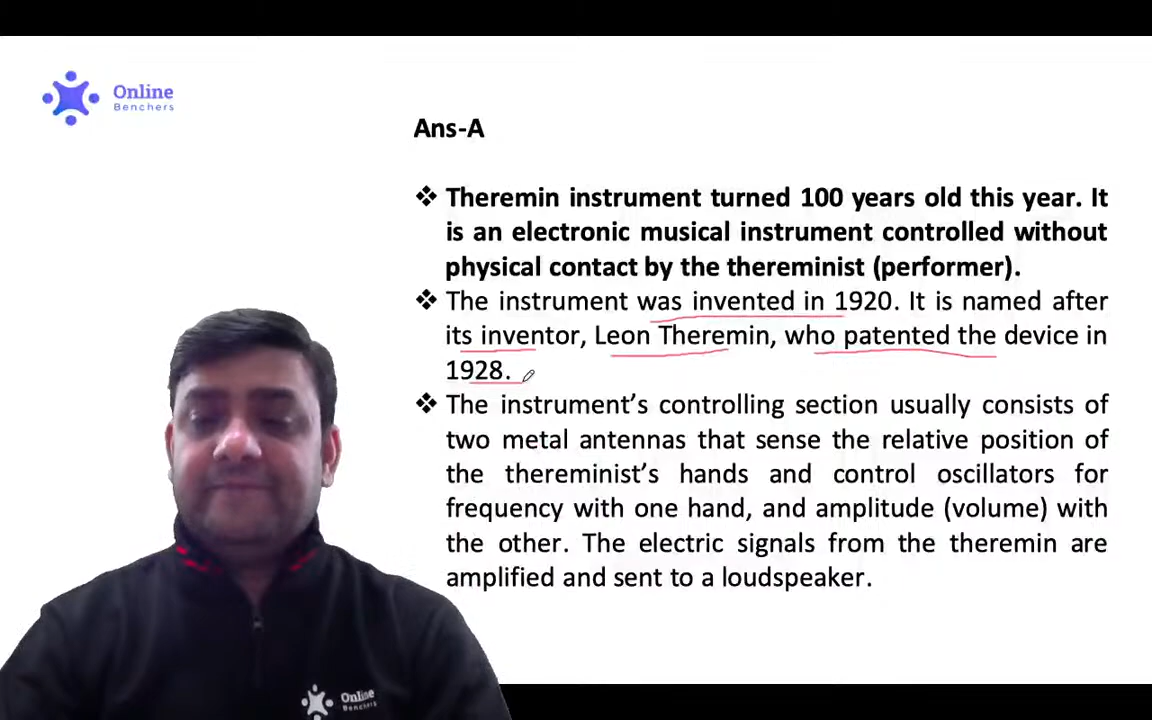 Online
Benchers
Ans-A
❖ Theremin instrument turned 100 years old this year. It
is an electronic musical instrument controlled without
physical contact by the thereminist (performer).
❖ The instrument was invented in 1920. It is named after
its inventor, Leon Theremin, who patented the device in
1928.
❖ The instrument’s controlling section usually consists of
two metal antennas that sense the relative position of
the thereminist’s hands and control oscillators for
frequency with one hand, and amplitude (volume) with
the other. The electric signals from the theremin are
amplified and sent to a loudspeaker.
Online
Benchers